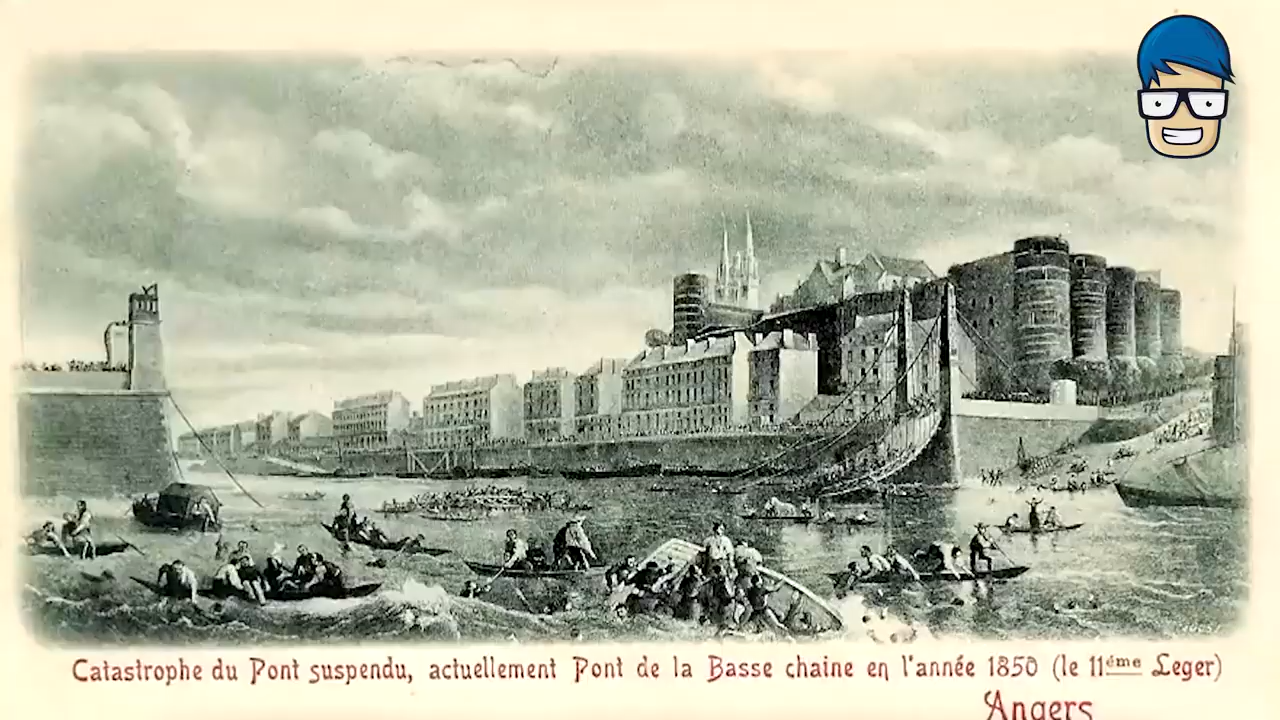 Catastrophe du Pont suspendu, actuellement Pont de la Basse chaine en l'année 1850 (le 11ème Leger)
Angers